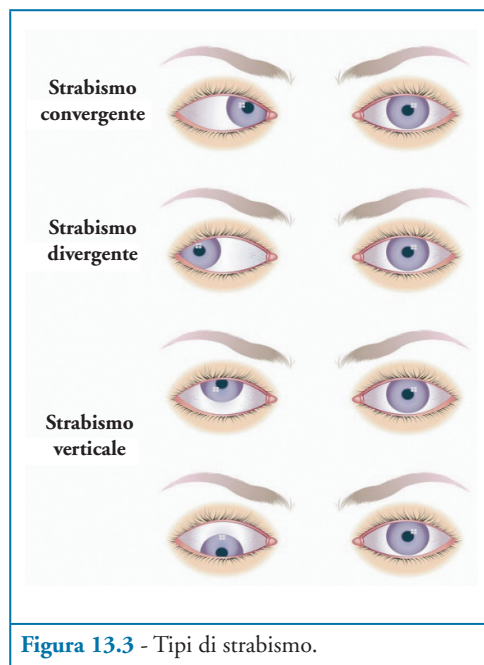 Strabismo
convergente
Strabismo
divergente
Strabismo
verticale
Figura 13.3 - Tipi di strabismo.